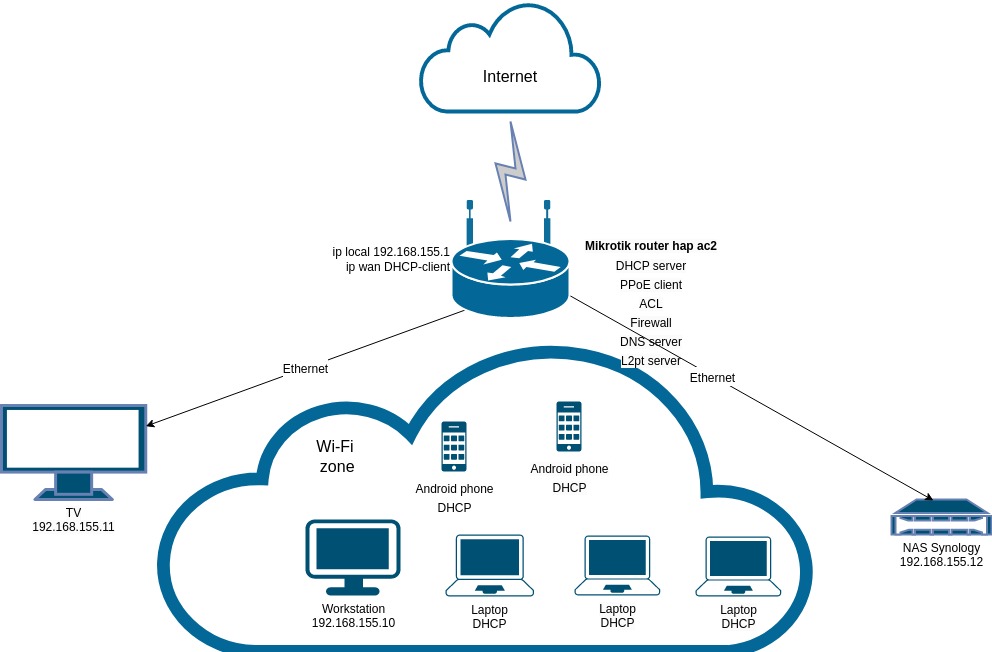 Internet
ip local 192.168.155.1
ip wan DHCP-client
Mikrotik router hap ac2
DHCP server
PPoE client
ACL
Firewall
DNS server
L2pt server
Ethernet
Ethernet
Wi-Fi
zone
Android phone
DHCP
Android phone
DHCP
TV
192.168.155.11
NAS Synology
192.168.155.12
Workstation
192.168.155.10
Laptop
DHCP
Laptop
DHCP
Laptop
DHCP